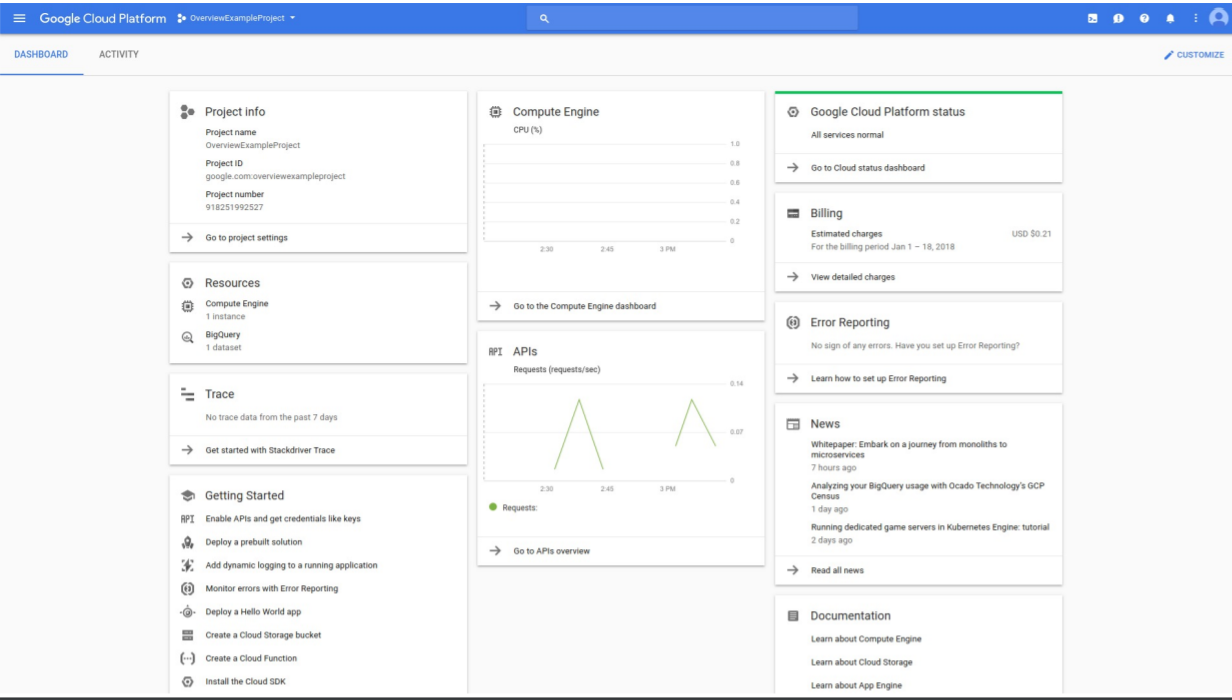 Google Cloud Platform OverviewExampleProject
DASHBOARD ACTIVITY CUSTOMIZE
Project info
Project name
OverviewExampleProject
Project ID
google.com:overviewexampleproject
Project number
918251992527
Go to project settings
Resources
Compute Engine
1 instance
BigQuery
1 dataset
Trace
No trace data from the past 7 days
Get started with Stackdriver Trace
Getting Started
API Enable APIs and get credentials like keys
Deploy a prebuilt solution
Add dynamic logging to a running application
Monitor errors with Error Reporting
Deploy a Hello World app
Create a Cloud Storage bucket
Create a Cloud Function
Install the Cloud SDK
Compute Engine
CPU (%)
1.0
0.8
0.6
0.4
0.2
0
2:30 2:45 3 PM
Go to the Compute Engine dashboard
API APIs
Requests (requests/sec)
0.14
0.07
0
2:30 2:45 3 PM
Requests:
Go to APIs overview
Google Cloud Platform status
All services normal
Go to Cloud status dashboard
Billing
Estimated charges USD $0.21
For the billing period Jan 1 – 18, 2018
View detailed charges
Error Reporting
No sign of any errors. Have you set up Error Reporting?
Learn how to set up Error Reporting
News
Whitepaper: Embark on a journey from monoliths to
microservices
7 hours ago
Analyzing your BigQuery usage with Ocado Technology's GCP
Census
1 day ago
Running dedicated game servers in Kubernetes Engine: tutorial
2 days ago
Read all news
Documentation
Learn about Compute Engine
Learn about Cloud Storage
Learn about App Engine